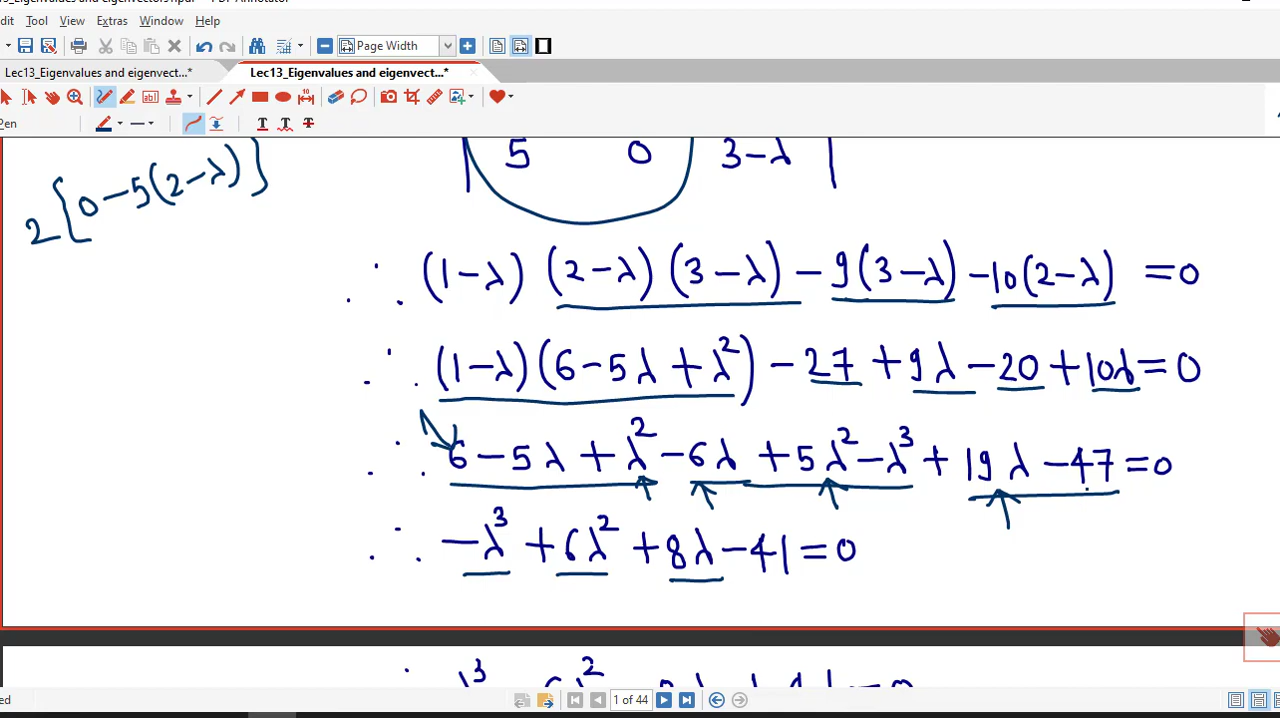 dit Tool View Extras Window Help
Page Width
Lec13_Eigenvalues and eigenvect...* Lec13_Eigenvalues and eigenvect...*
Pen
5 0 3-λ
2{0-5(2-λ)}
∴ (1-λ)(2-λ)(3-λ)-9(3-λ)-10(2-λ) =0
∴ (1-λ)(6-5λ+λ²)-27+9λ-20+10λ=0
∴ 6-5λ+λ²-6λ+5λ²-λ³+19λ-47=0
∴ -λ³+6λ²+8λ-41=0
1 of 44